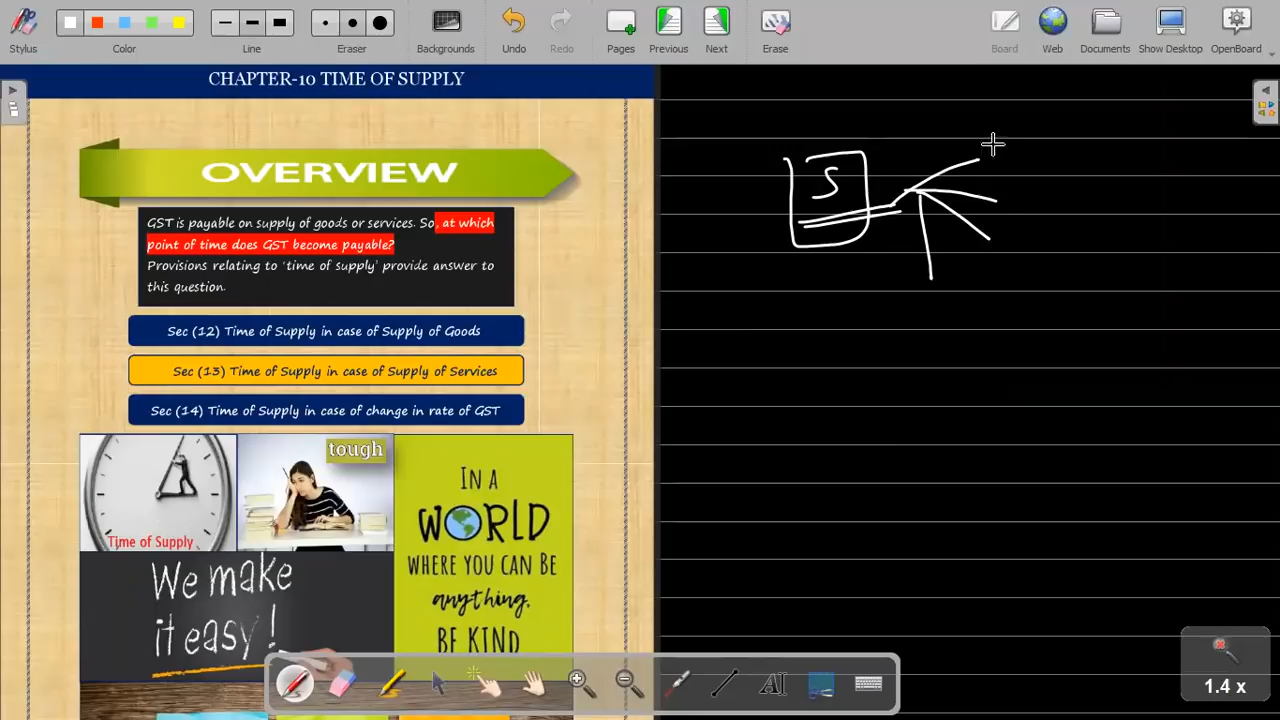 Stylus
Color
Line
Eraser
Backgrounds
Undo
Redo
Pages
Previous
Next
Erase
Board
Web
Documents
Show Desktop
OpenBoard
CHAPTER-10 TIME OF SUPPLY
OVERVIEW
GST is payable on supply of goods or services. So, at which
point of time does GST become payable?
Provisions relating to 'time of supply' provide answer to
this question.
Sec (12) Time of Supply in case of Supply of Goods
Sec (13) Time of Supply in case of Supply of Services
Sec (14) Time of Supply in case of change in rate of GST
Time of Supply
tough
We make
it easy!
IN A
WORLD
WHERE YOU CAN BE
anything,
BE KIND
S
AI
1.4 x